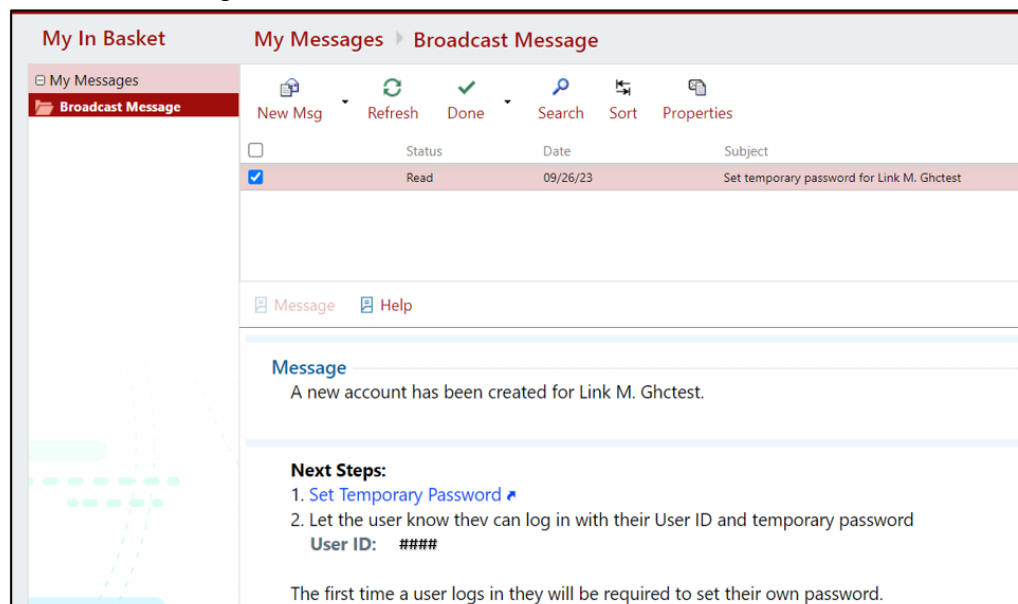 My In Basket
My Messages Broadcast Message
My Messages
Broadcast Message
New Msg Refresh Done Search Sort Properties
Status Date Subject
Read 09/26/23 Set temporary password for Link M. Ghctest
Message Help
Message
A new account has been created for Link M. Ghctest.
Next Steps:
1. Set Temporary Password
2. Let the user know they can log in with their User ID and temporary password
User ID: ####
The first time a user logs in they will be required to set their own password.